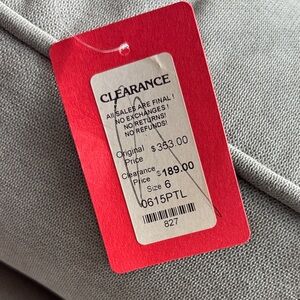 CLEARANCE
All SALES ARE FINAL !
NO EXCHANGES !
NO RETURNS!
NO REFUNDS!
Original Price $ 353.00
Clearance Price $ 189.00
Size 6
0615PTL
827